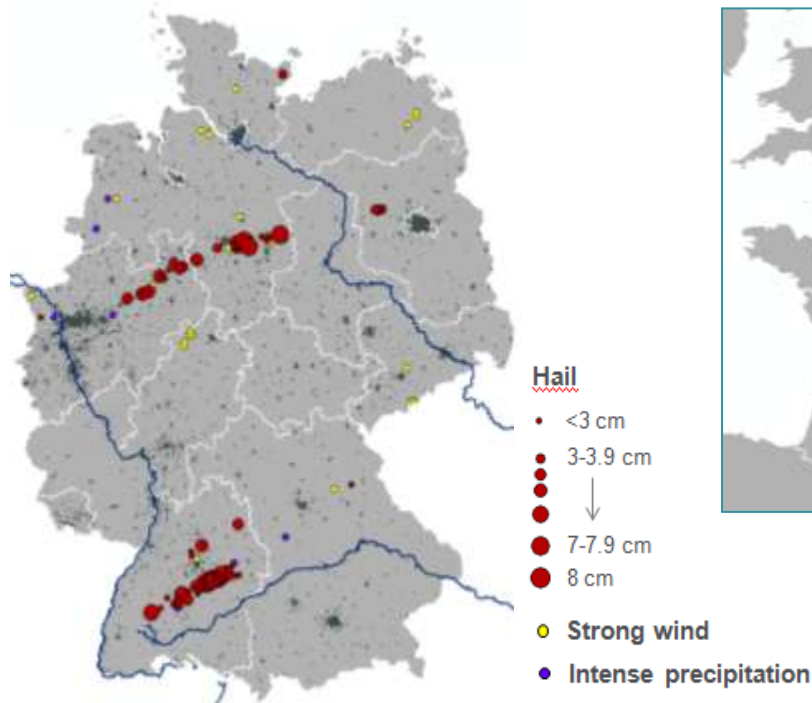 Hail
<3 cm
3-3.9 cm
7-7.9 cm
8 cm
Strong wind
Intense precipitation